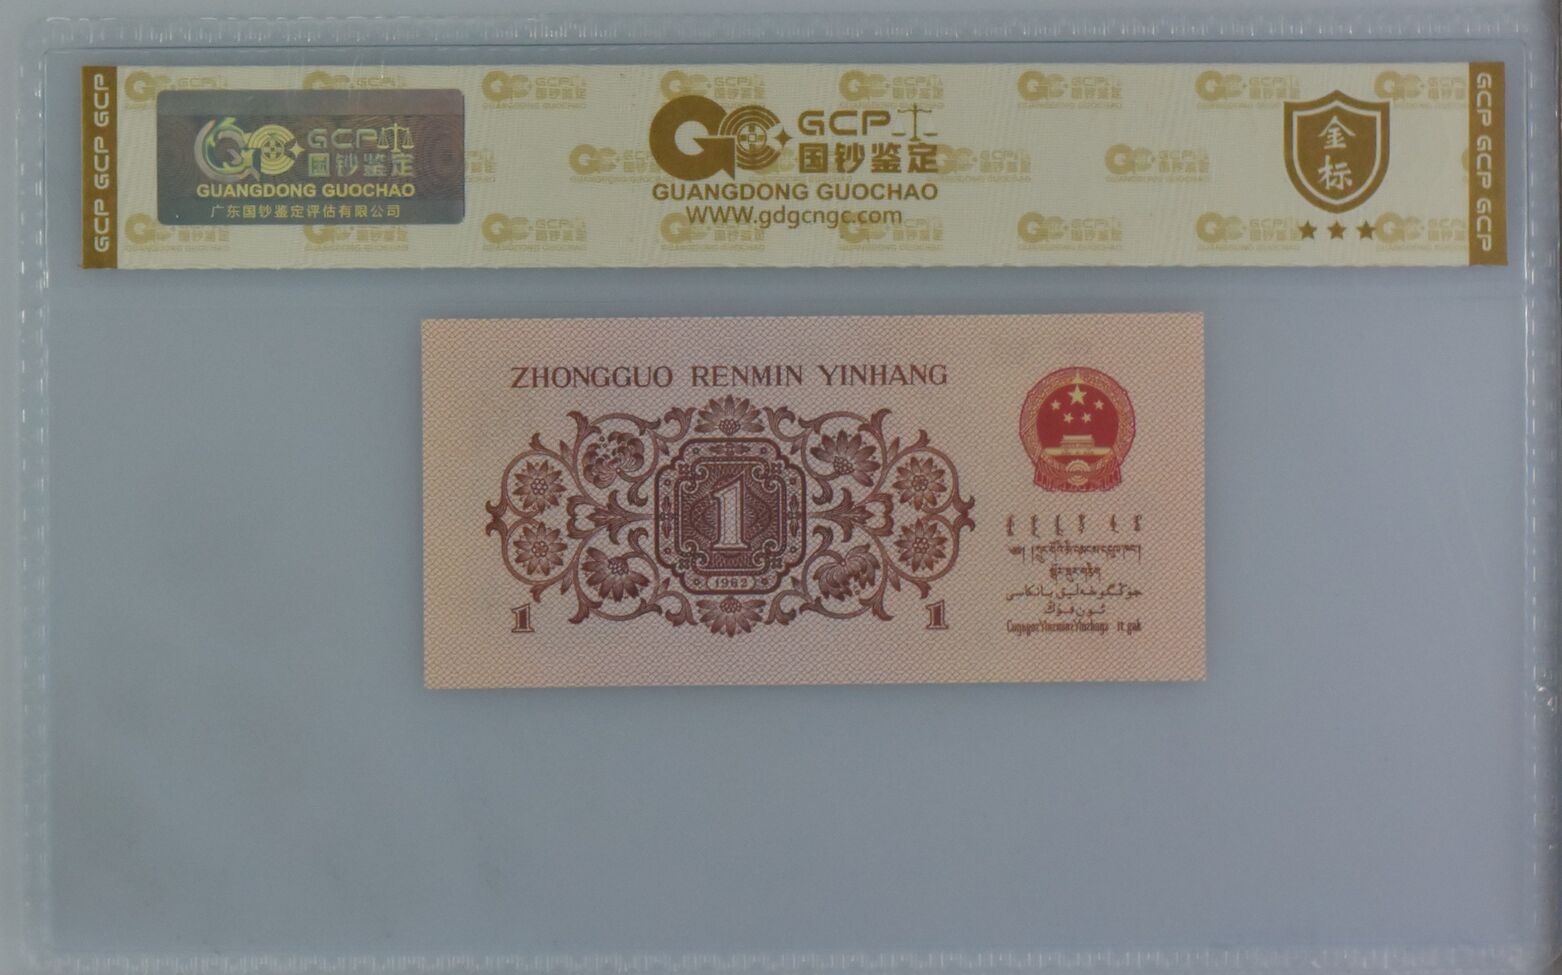 GCP GCP GCP
GCP
国钞鉴定
GUANGDONG GUOCHAO
广东国钞鉴定评估有限公司
GCP
国钞鉴定
GUANGDONG GUOCHAO
WWW.gdgcngc.com
金
标
GCP GCP GCP
ZHONGGUO RENMIN YINHANG
1
1962
1
1